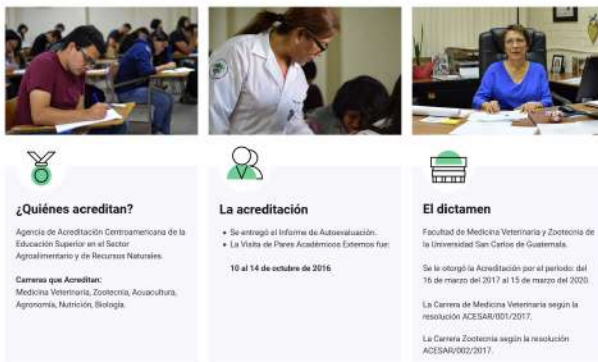 ¿Quiénes acreditan?
Agencia de Acreditación Centroamericana de la
Educación Superior en el Sector
Agroalimentario y de Recursos Naturales.
Carreras que Acreditan:
Medicina Veterinaria, Zootecnia, Acuacultura,
Agronomía, Nutrición, Biología.
La acreditación
• Se entregó el Informe de Autoevaluación.
• La Visita de Pares Académicos Externos fue:
10 al 14 de octubre de 2016
El dictamen
Facultad de Medicina Veterinaria y Zootecnia de
la Universidad San Carlos de Guatemala.
Se le otorgó la Acreditación por el periodo: del
16 de marzo del 2017 al 15 de marzo del 2020.
La Carrera de Medicina Veterinaria según la
resolución ACESAR/001/2017.
La Carrera Zootecnia según la resolución
ACESAR/002/2017.